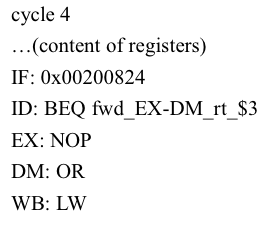 cycle 4
…(content of registers)
IF: 0x00200824
ID: BEQ fwd_EX-DM_rt_$3
EX: NOP
DM: OR
WB: LW